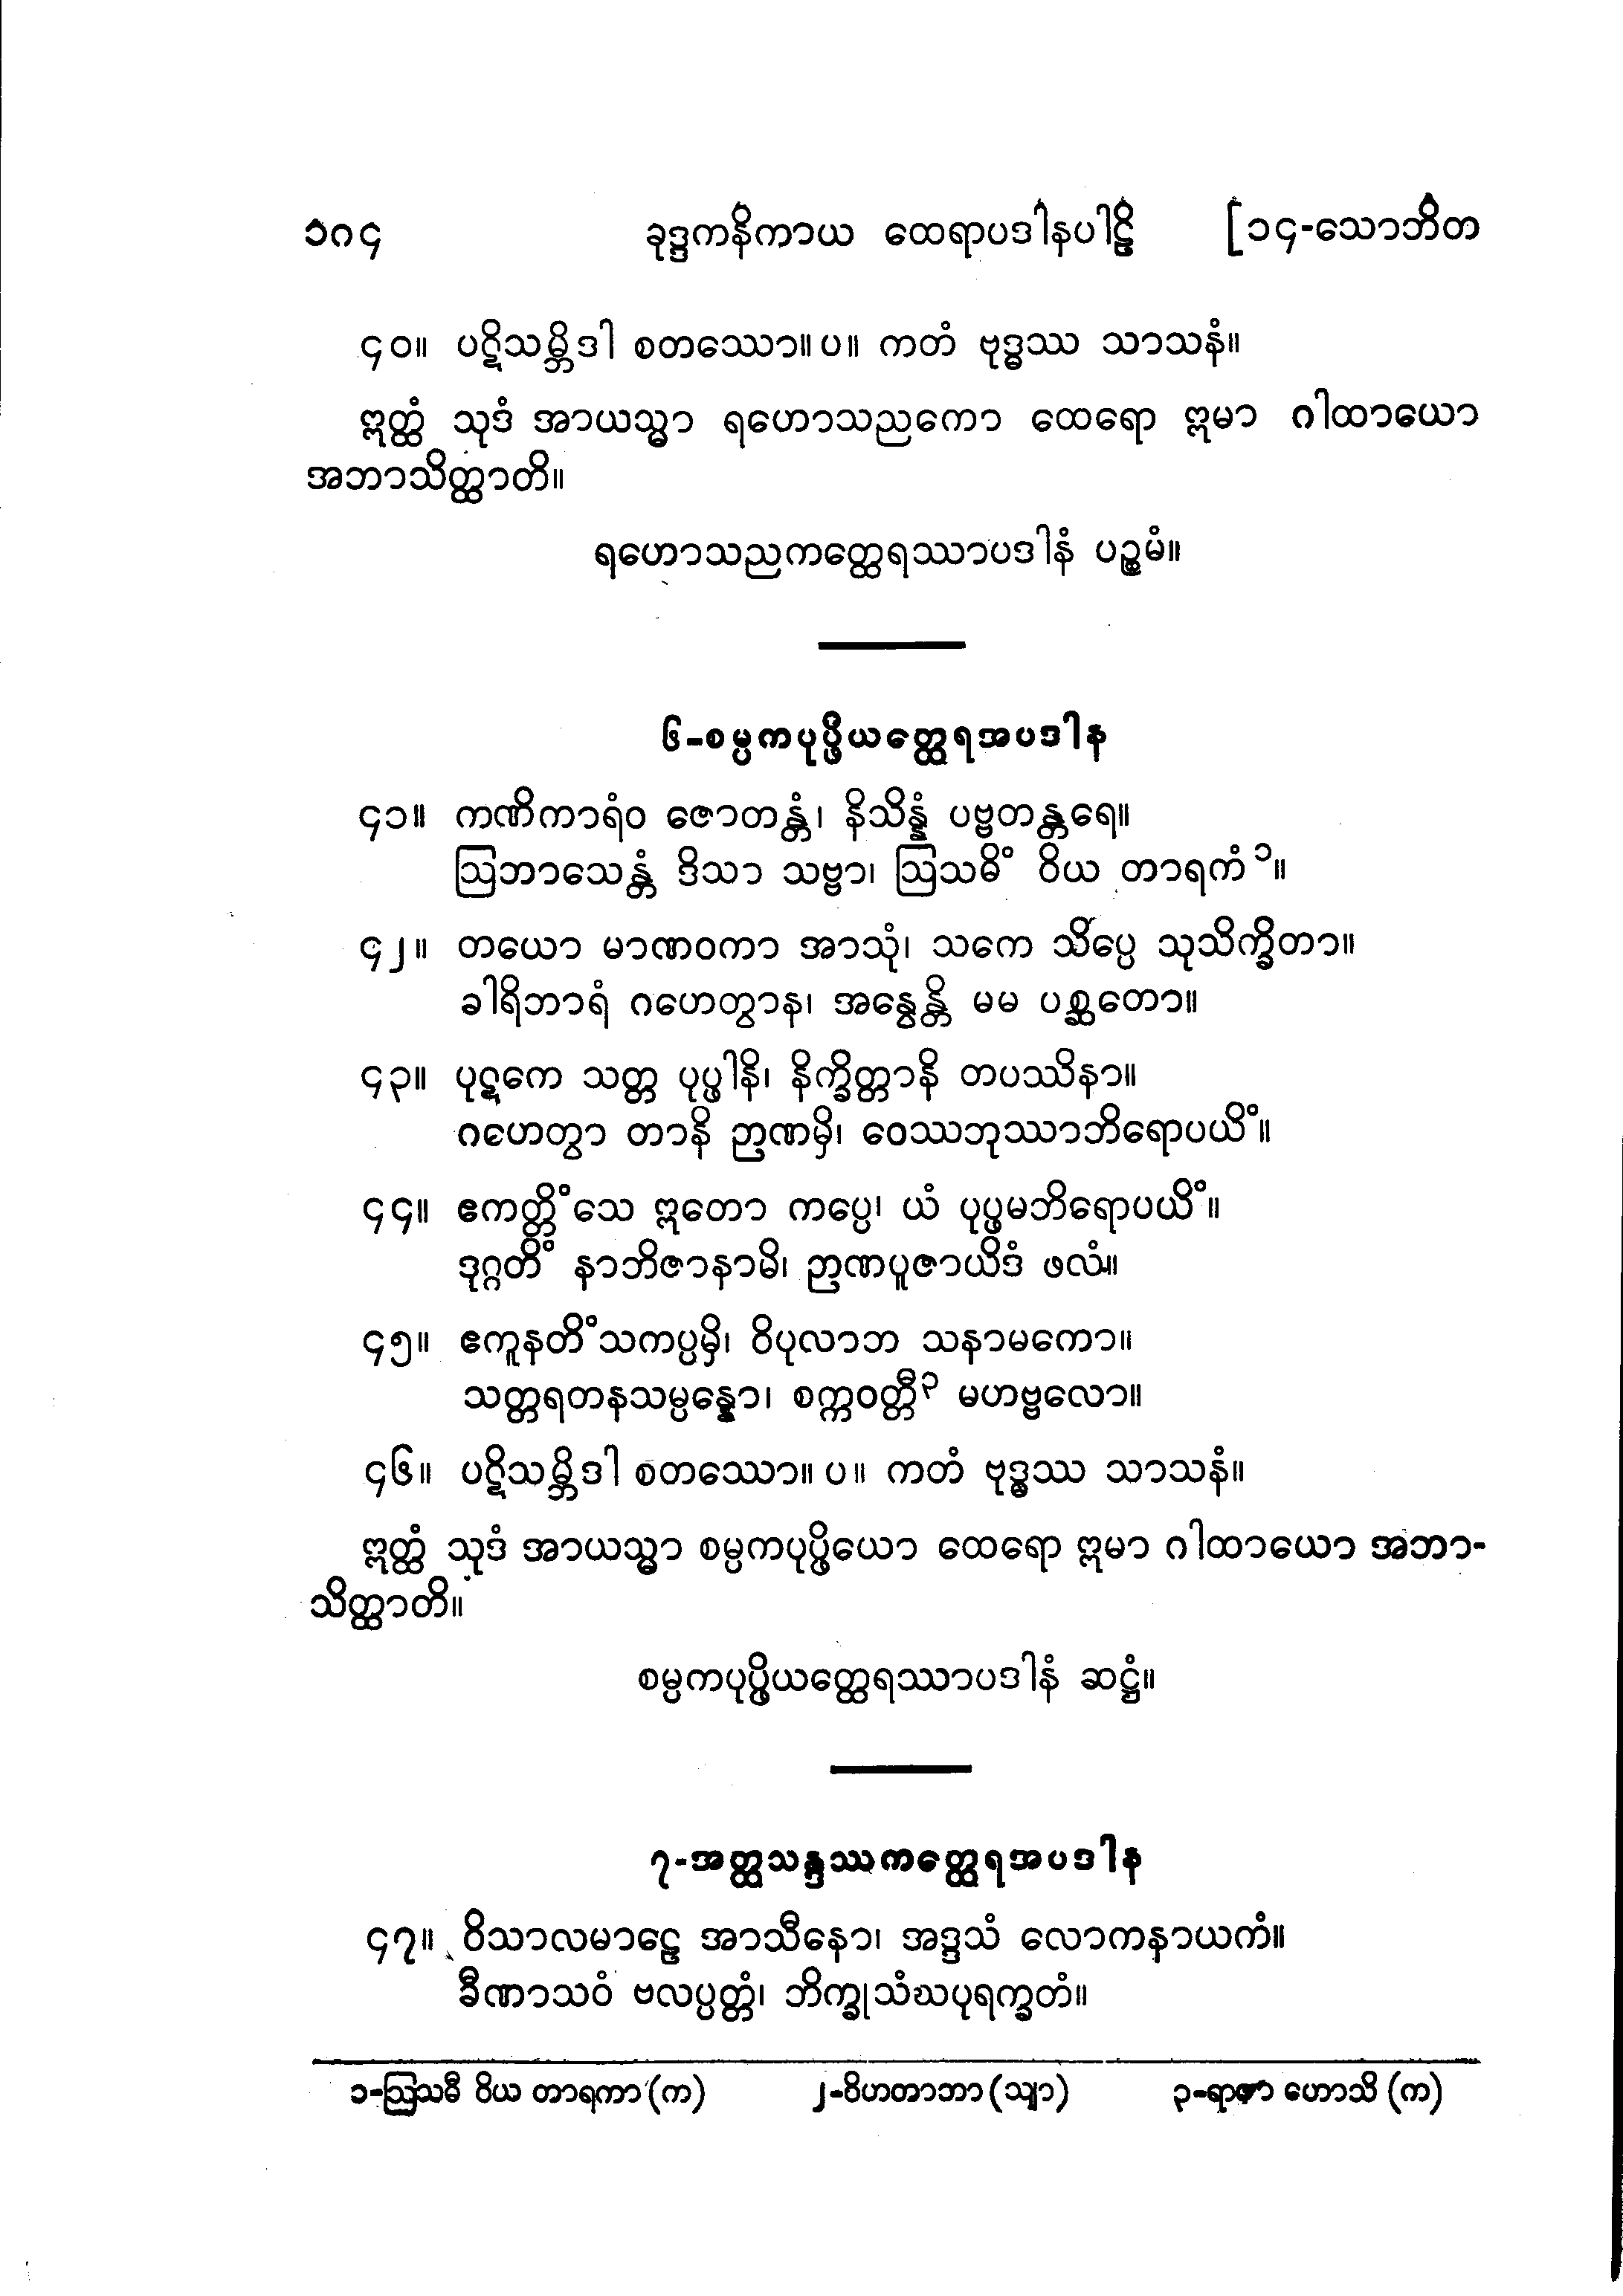 ၁၈၄ ခုဒ္ဒကနိကာယ ထေရာပဒါနပါဠိ [၁၄-သောဘိတ
၄၀။ ပဋိသမ္ဘိဒါ စတဿော။ပ။ ကတံ ဗုဒ္ဓဿ သာသနံ။
ဣတ္ထံ သုဒံ အာယသ္မာ ရဟောသညကော ထေရော ဣမာ ဂါထာယော
အဘာသိတ္ထာတိ။
ရဟောသညကတ္ထေရဿာပဒါနံ ပဉ္စမံ။
၆-စမ္ပကပုပ္ဖိယတ္ထေရအပဒါန
၄၁။ ကဏိကာရံဝ ဇောတန္တံ၊ နိသိန္နံ ပဗ္ဗတန္တရေ။
ဩဘာသေန္တံ ဒိသာ သဗ္ဗာ၊ ဩသဓိံ ဝိယ တာရကံ ၁။
၄၂။ တယော မာဏဝကာ အာသုံ၊ သကေ သိပ္ပေ သုသိက္ခိတာ။
ခါရိဘာရံ ဂဟေတွာန၊ အန္ဝေန္တိ မမ ပစ္ဆတော။
၄၃။ ပုဋကေ သတ္တ ပုပ္ဖါနိ၊ နိက္ခိတ္တာနိ တပဿိနာ။
ဂဟေတွာ တာနိ ဉာဏမှိ၊ ဝေဿဘုဿာဘိရောပယိံ။
၄၄။ ဧကတ္တိံသေ ဣတော ကပ္ပေ၊ ယံ ပုပ္ဖမဘိရောပယိံ။
ဒုဂ္ဂတိံ နာဘိဇာနာမိ၊ ဉာဏပူဇာယိဒံ ဖလံ။
၄၅။ ဧကူနတိံသကပ္ပမှိ၊ ဝိပုလာဘ သနာမကော။
သတ္တရတနသမ္ပန္နော၊ စက္ကဝတ္တီ ၃ မဟဗ္ဗလော။
၄၆။ ပဋိသမ္ဘိဒါ စတဿော။ပ။ ကတံ ဗုဒ္ဓဿ သာသနံ။
ဣတ္ထံ သုဒံ အာယသ္မာ စမ္ပကပုပ္ဖိယော ထေရော ဣမာ ဂါထာယော အဘာ-
သိတ္ထာတိ။
စမ္ပကပုပ္ဖိယတ္ထေရဿာပဒါနံ ဆဋ္ဌံ။
၇-အတ္ထသန္ဒဿကတ္ထေရအပဒါန
၄၇။ ဝိသာလမာဠေ အာသီနော၊ အဒ္ဒသံ လောကနာယကံ။
ခီဏာသဝံ ဗလပ္ပတ္တံ၊ ဘိက္ခုသံဃပုရက္ခတံ။
၁-ဩသဓီ ဝိယ တာရကာ (က) ၂-ဝိဟတာဘာ (သျာ) ၃-ရာဇာ ဟောသိ (က)